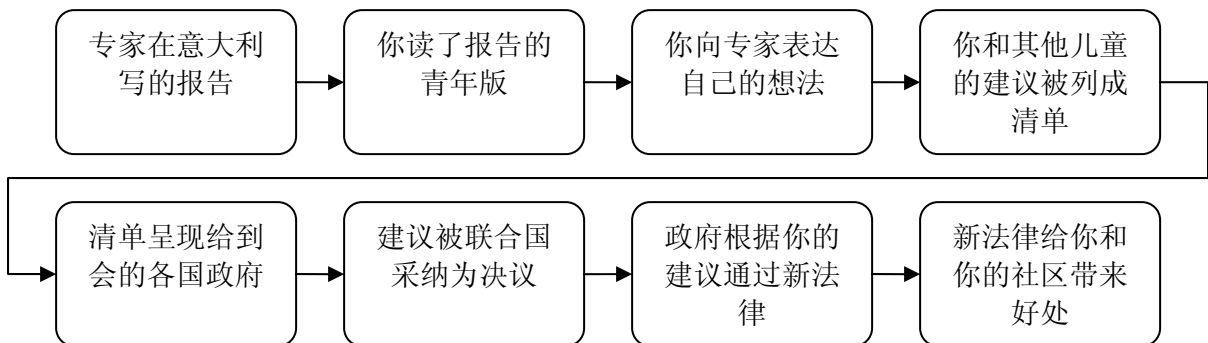 专家在意大利
写的报告
你读了报告的
青年版
你向专家表达
自己的想法
你和其他儿童
的建议被列成
清单
清单呈现给到
会的各国政府
建议被联合国
采纳为决议
政府根据你的
建议通过新法
律
新法律给你和
你的社区带来
好处